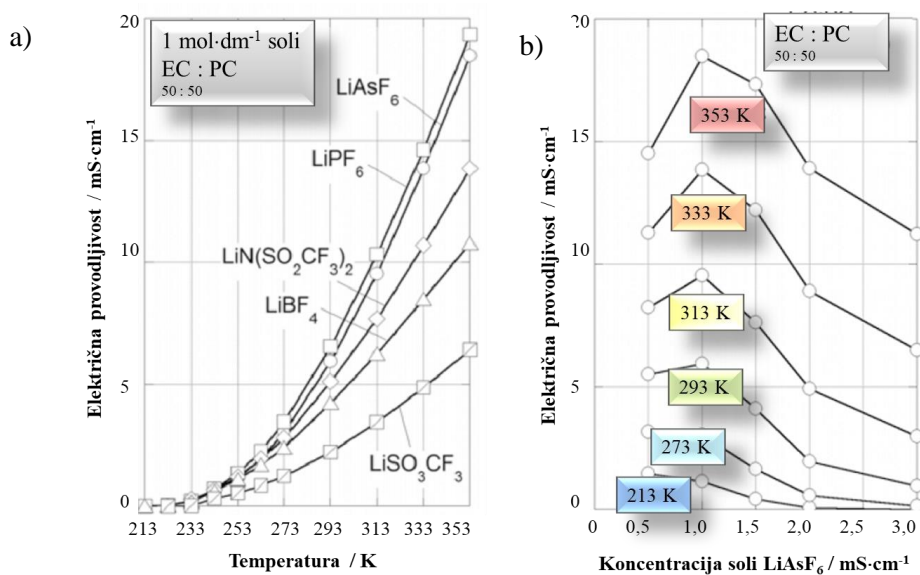 a)
Električna provodljivost / mS·cm⁻¹
20
15
10
5
0
1 mol·dm⁻¹ soli
EC : PC
50 : 50
LiAsF₆
LiPF₆
LiN(SO₂CF₃)₂
LiBF₄
LiSO₃CF₃
213 233 255 273 293 313 333 353
Temperatura / K
b)
Električna provodljivost / mS·cm⁻¹
20
15
10
5
0
EC : PC
50 : 50
353 K
333 K
313 K
293 K
273 K
213 K
0 0,5 1,0 1,5 2,0 2,5 3,0
Koncentracija soli LiAsF₆ / mS·cm⁻¹